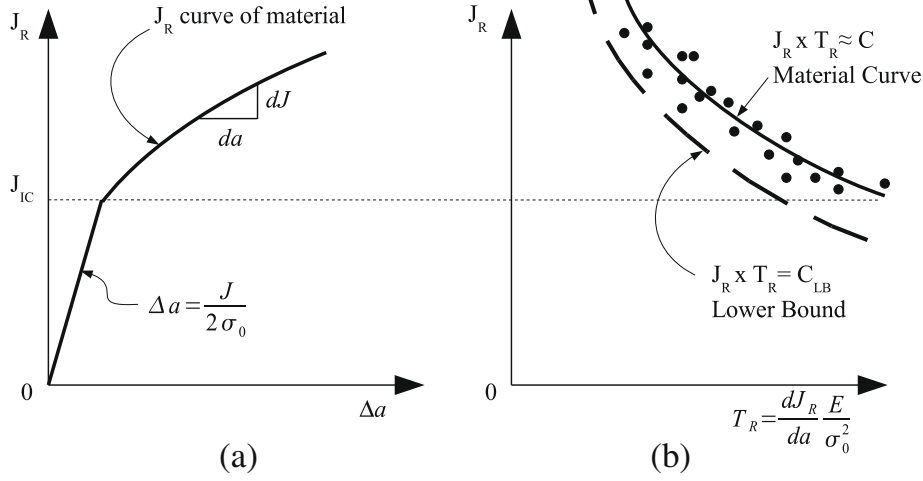 J_R
J_R curve of material
dJ
da
J_IC
Δa = J / 2σ_0
0
Δa
(a)
J_R
J_R x T_R ≈ C
Material Curve
J_R x T_R = C_LB
Lower Bound
0
T_R = dJ_R / da E / σ_0^2
(b)